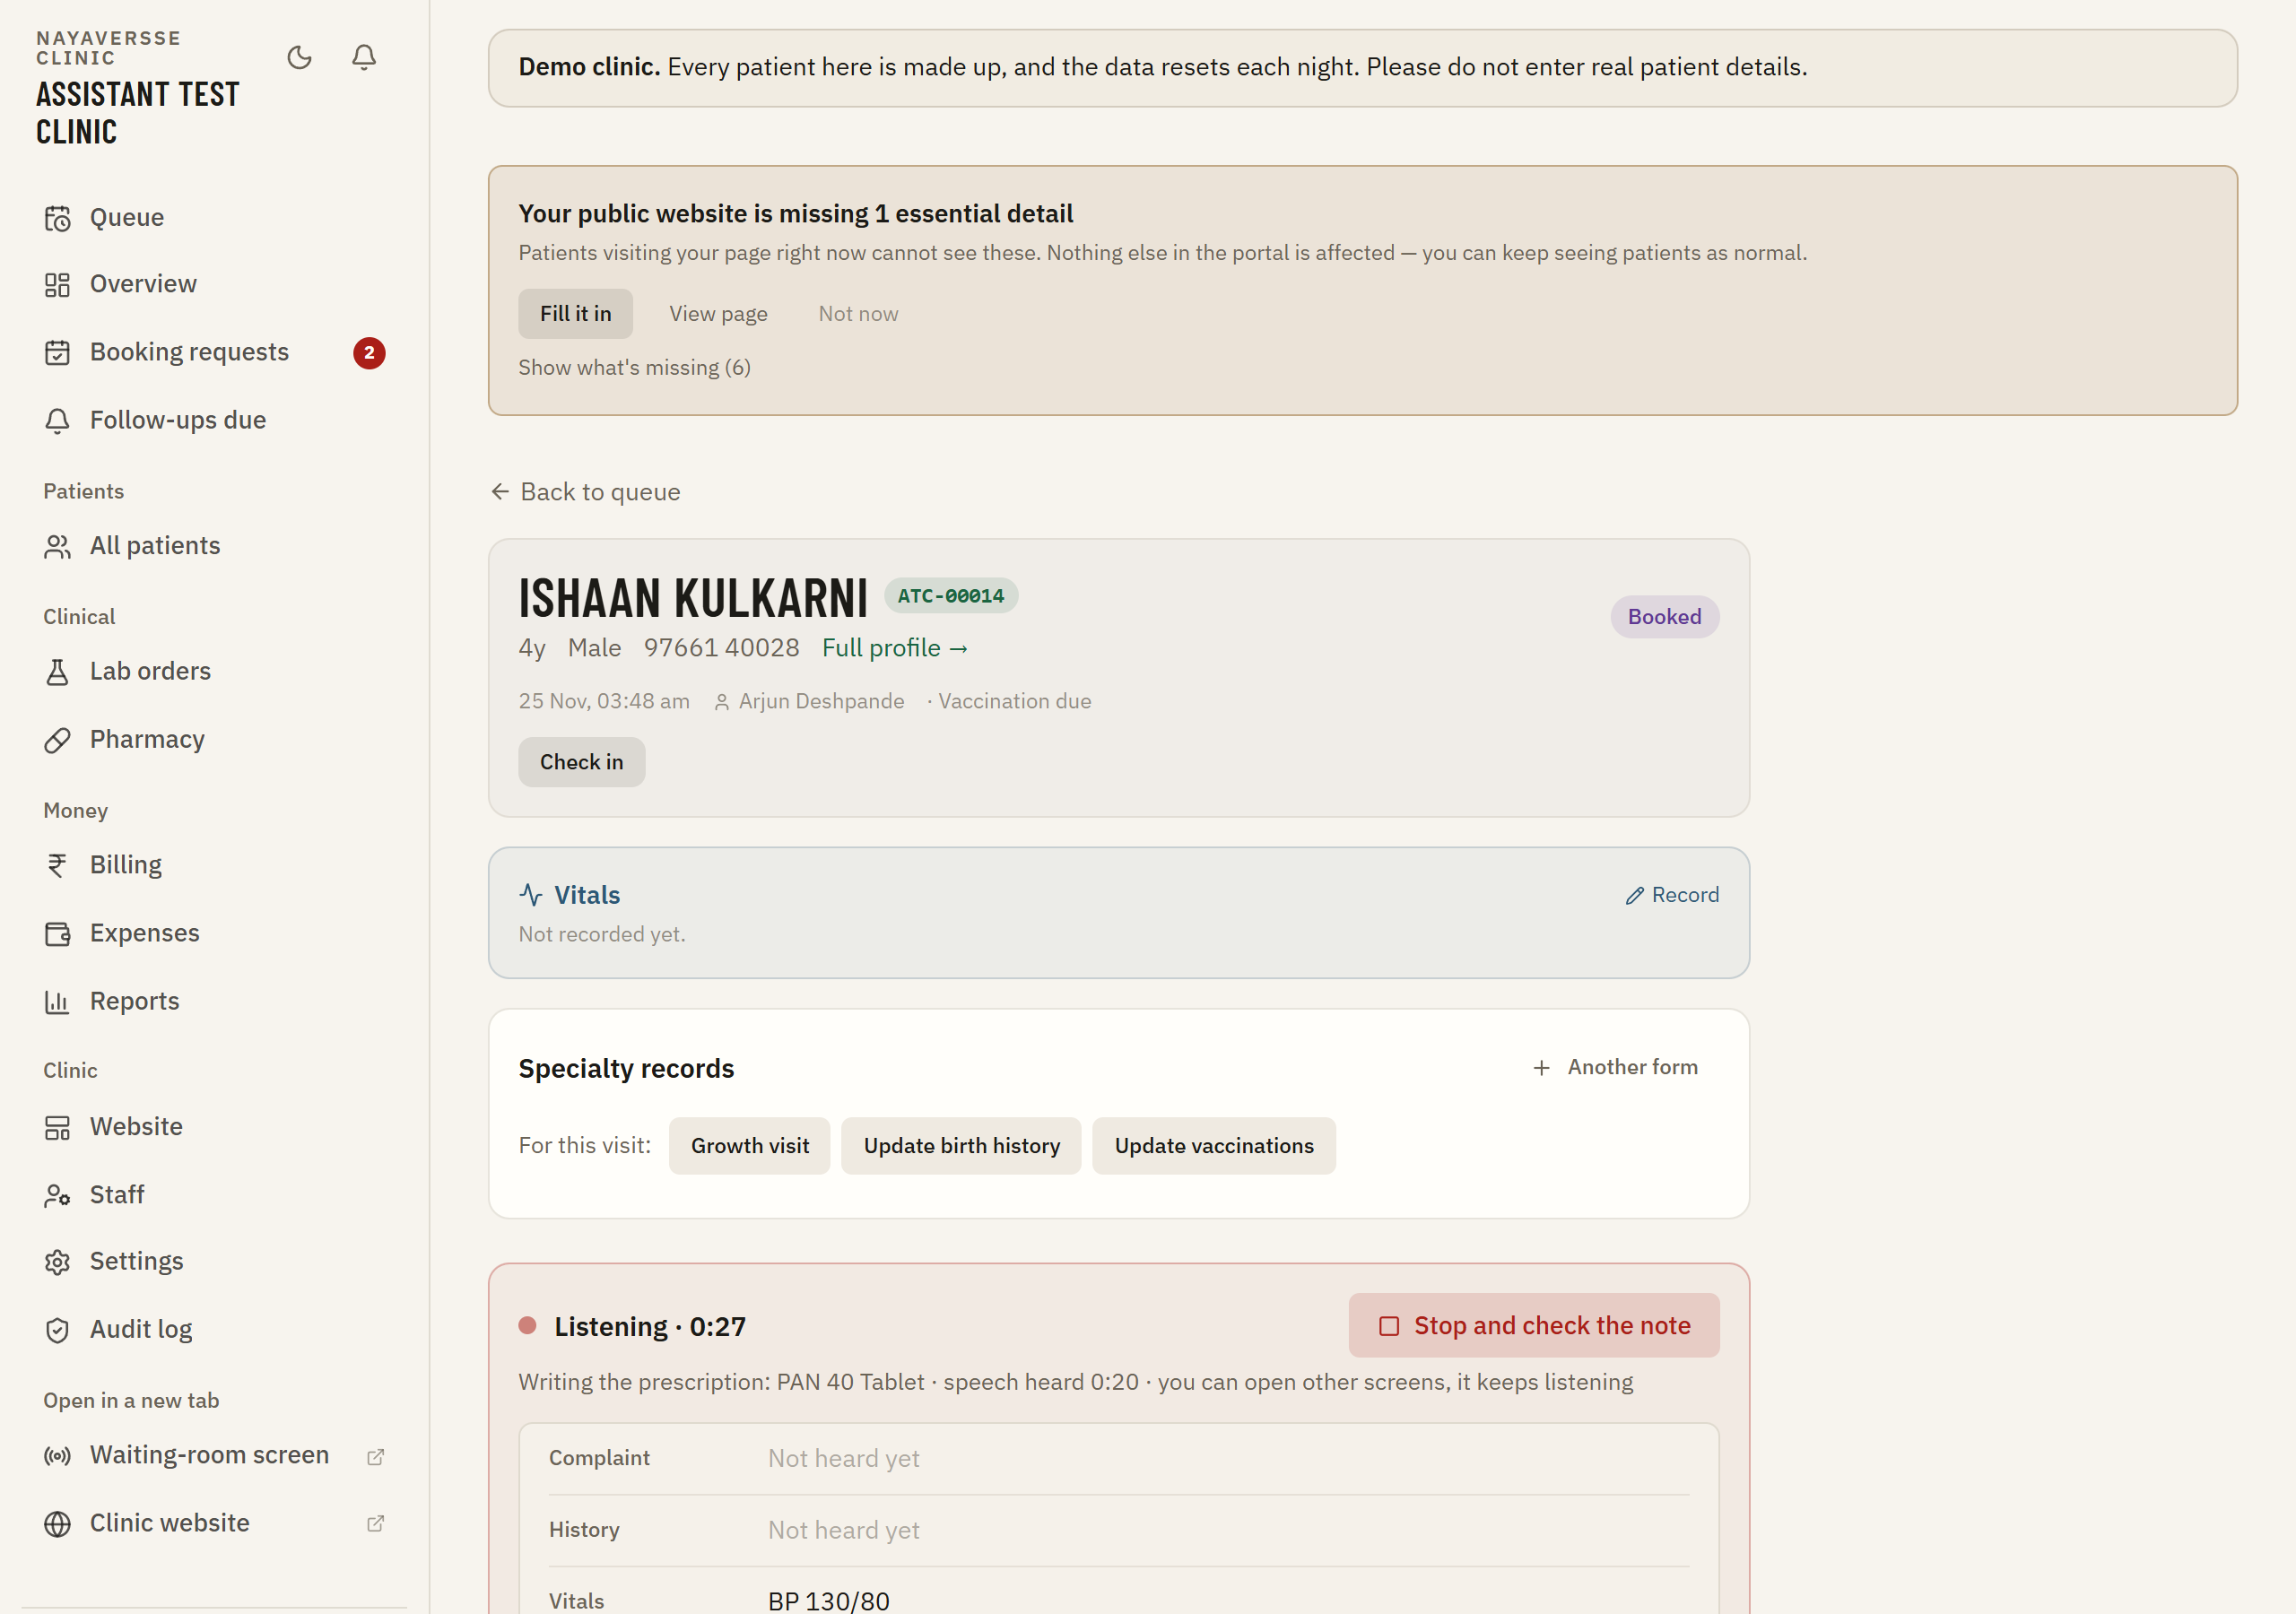 NAYAVERSSE
CLINIC
ASSISTANT TEST
CLINIC
Queue
Overview
Booking requests 2
Follow-ups due
Patients
All patients
Clinical
Lab orders
Pharmacy
Money
Billing
Expenses
Reports
Clinic
Website
Staff
Settings
Audit log
Open in a new tab
Waiting-room screen
Clinic website
Demo clinic. Every patient here is made up, and the data resets each night. Please do not enter real patient details.
Your public website is missing 1 essential detail
Patients visiting your page right now cannot see these. Nothing else in the portal is affected — you can keep seeing patients as normal.
Fill it in View page Not now
Show what's missing (6)
← Back to queue
ISHAAN KULKARNI ATC-00014
Booked
4y Male 97661 40028 Full profile →
25 Nov, 03:48 am Arjun Deshpande · Vaccination due
Check in
Vitals Record
Not recorded yet.
Specialty records + Another form
For this visit: Growth visit Update birth history Update vaccinations
Listening · 0:27 Stop and check the note
Writing the prescription: PAN 40 Tablet · speech heard 0:20 · you can open other screens, it keeps listening
Complaint Not heard yet
History Not heard yet
Vitals BP 130/80